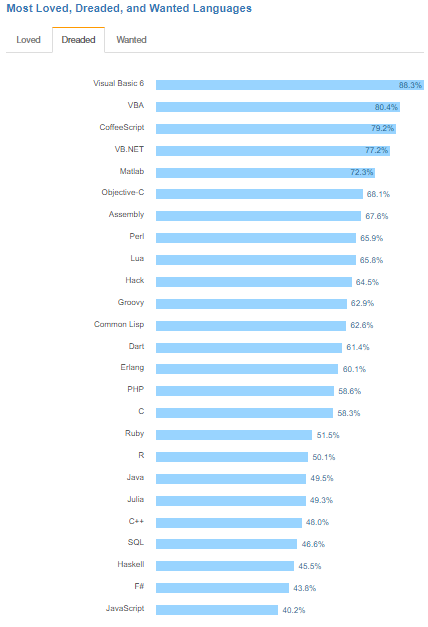 Most Loved, Dreaded, and Wanted Languages
Loved Dreaded Wanted
Visual Basic 6 88.3%
VBA 80.4%
CoffeeScript 79.2%
VB.NET 77.2%
Matlab 72.3%
Objective-C 68.1%
Assembly 67.6%
Perl 65.9%
Lua 65.8%
Hack 64.5%
Groovy 62.9%
Common Lisp 62.6%
Dart 61.4%
Erlang 60.1%
PHP 58.6%
C 58.3%
Ruby 51.5%
R 50.1%
Java 49.5%
Julia 49.3%
C++ 48.0%
SQL 46.6%
Haskell 45.5%
F# 43.8%
JavaScript 40.2%